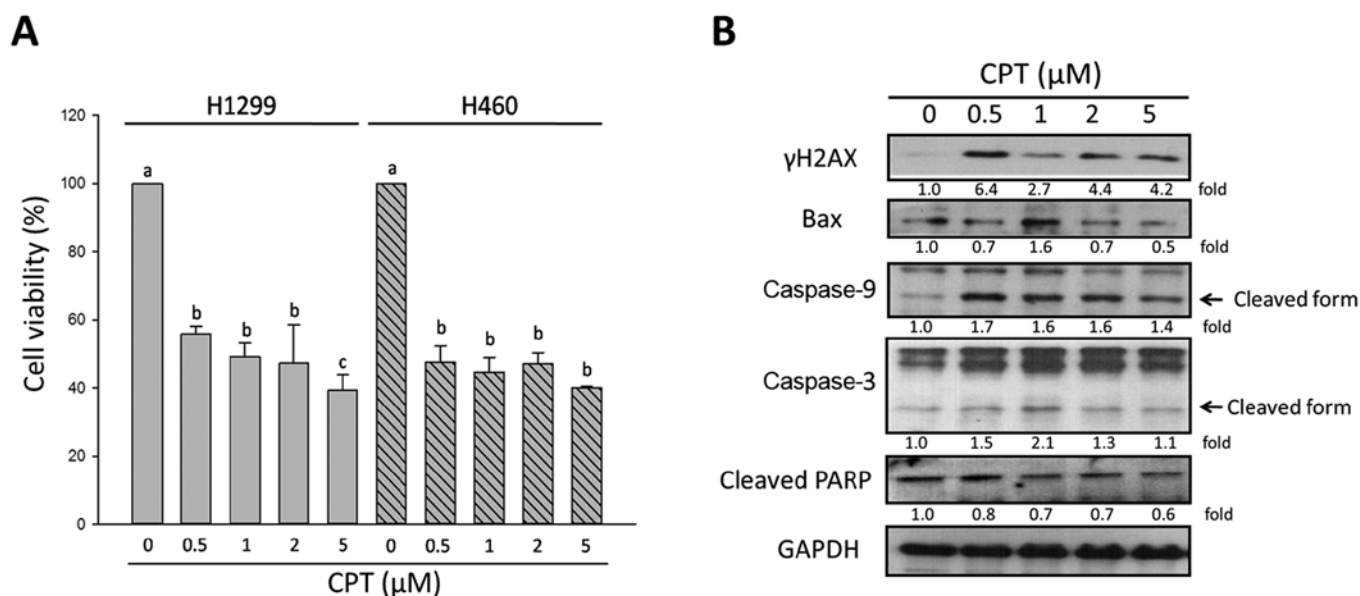 A
H1299 H460
120
100
80
60
40
20
0
Cell viability (%)
a b b b c a b b b b
0 0.5 1 2 5 0 0.5 1 2 5
CPT (μM)
B
CPT (μM)
0 0.5 1 2 5
γH2AX
1.0 6.4 2.7 4.4 4.2 fold
Bax
1.0 0.7 1.6 0.7 0.5 fold
Caspase-9 Cleaved form
1.0 1.7 1.6 1.6 1.4 fold
Caspase-3
Cleaved form
1.0 1.5 2.1 1.3 1.1 fold
Cleaved PARP
1.0 0.8 0.7 0.7 0.6 fold
GAPDH